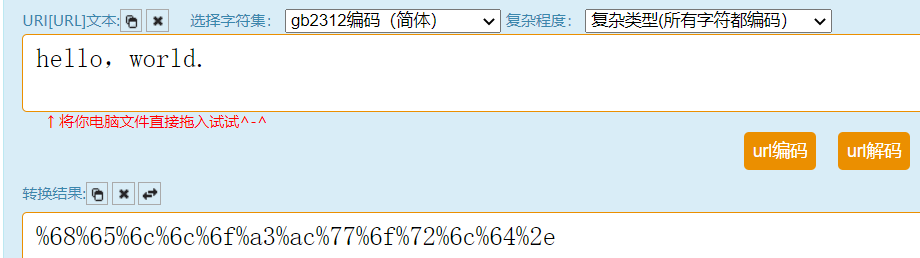 URI[URL]文本: 选择字符集: gb2312编码（简体） 复杂程度: 复杂类型(所有字符都编码)
hello，world.
↑将你电脑文件直接拖入试试^-^
url编码 url解码
转换结果:
%68%65%6c%6c%6f%a3%ac%77%6f%72%6c%64%2e